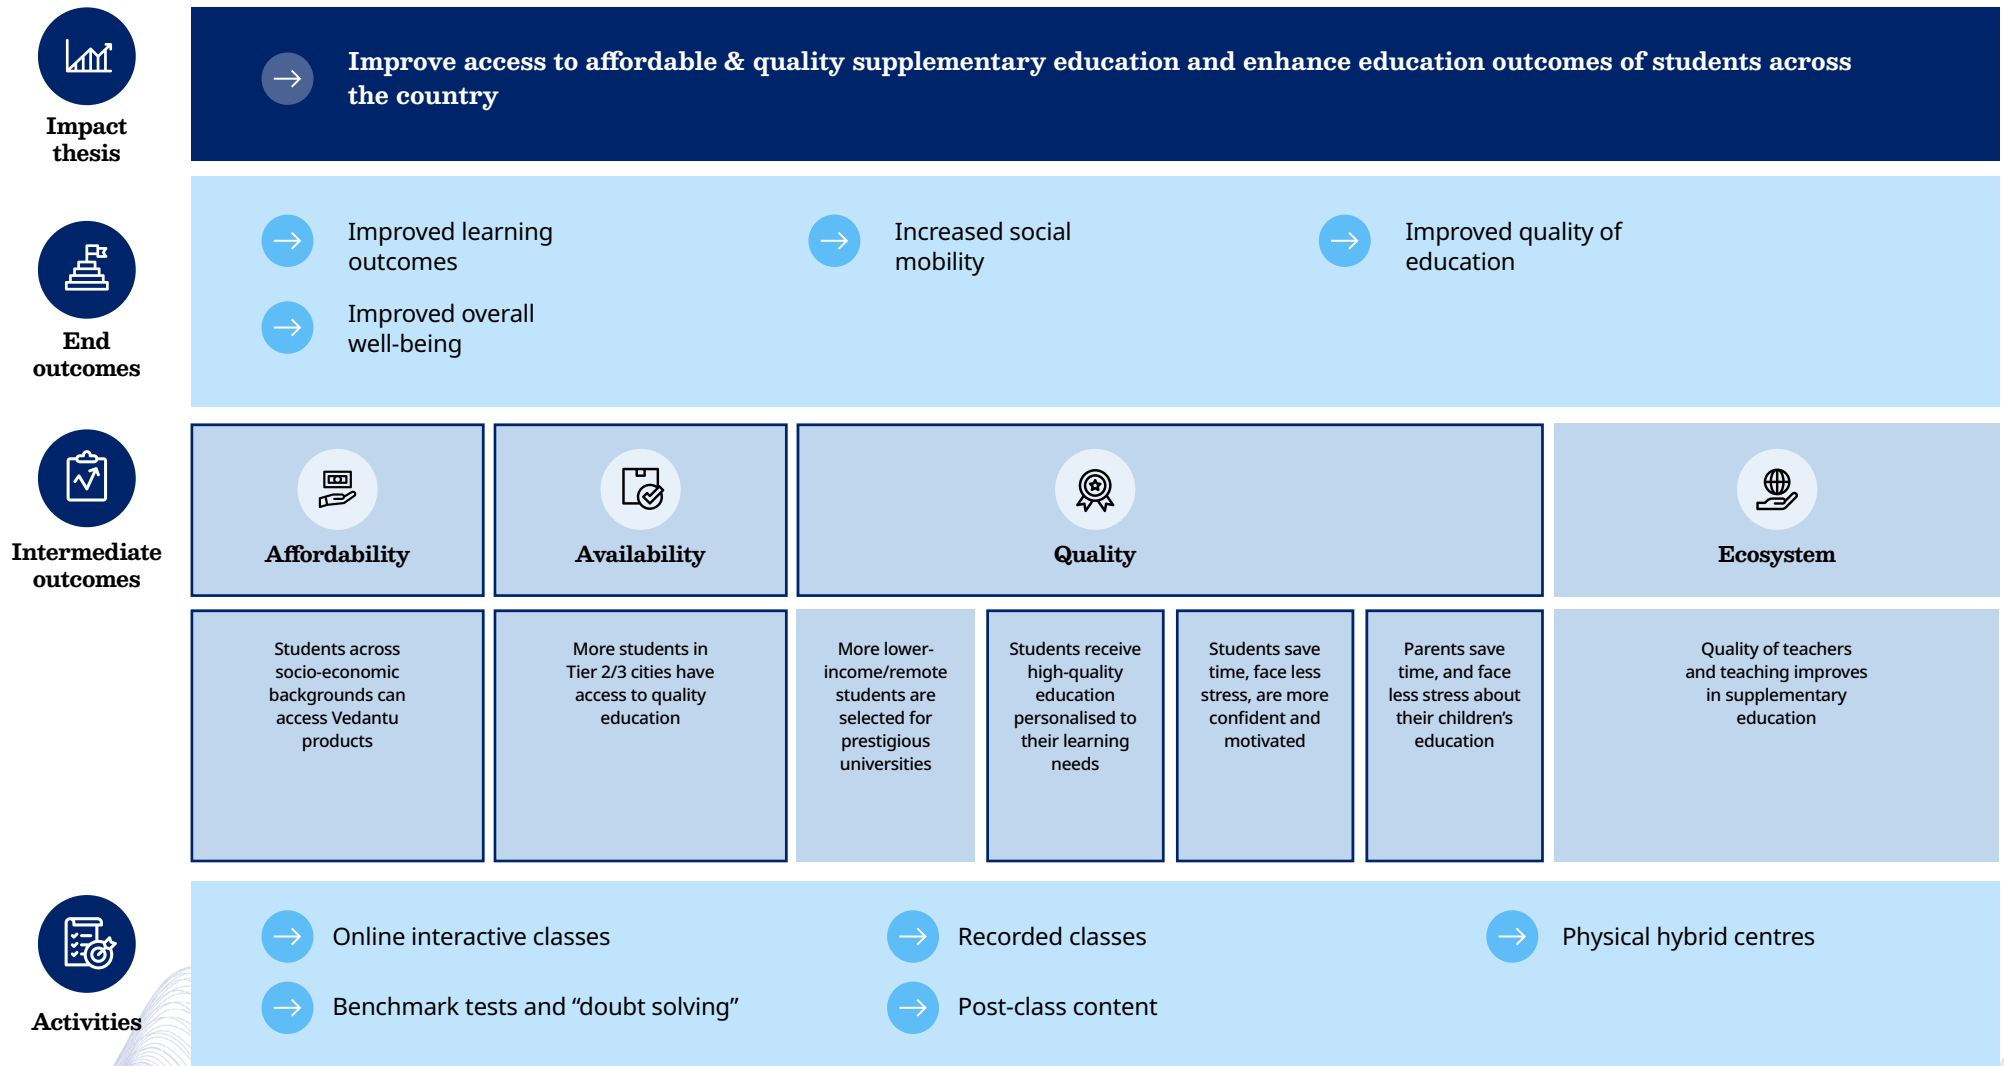 Impact
thesis
Improve access to affordable & quality supplementary education and enhance education outcomes of students across
the country
End
outcomes
Improved learning
outcomes
Increased social
mobility
Improved quality of
education
Improved overall
well-being
Intermediate
outcomes
Affordability
Availability
Quality
Ecosystem
Students across
socio-economic
backgrounds can
access Vedantu
products
More students in
Tier 2/3 cities have
access to quality
education
More lower-
income/remote
students are
selected for
prestigious
universities
Students receive
high-quality
education
personalised to
their learning
needs
Students save
time, face less
stress, are more
confident and
motivated
Parents save
time, and face
less stress about
their children’s
education
Quality of teachers
and teaching improves
in supplementary
education
Activities
Online interactive classes
Recorded classes
Physical hybrid centres
Benchmark tests and “doubt solving”
Post-class content